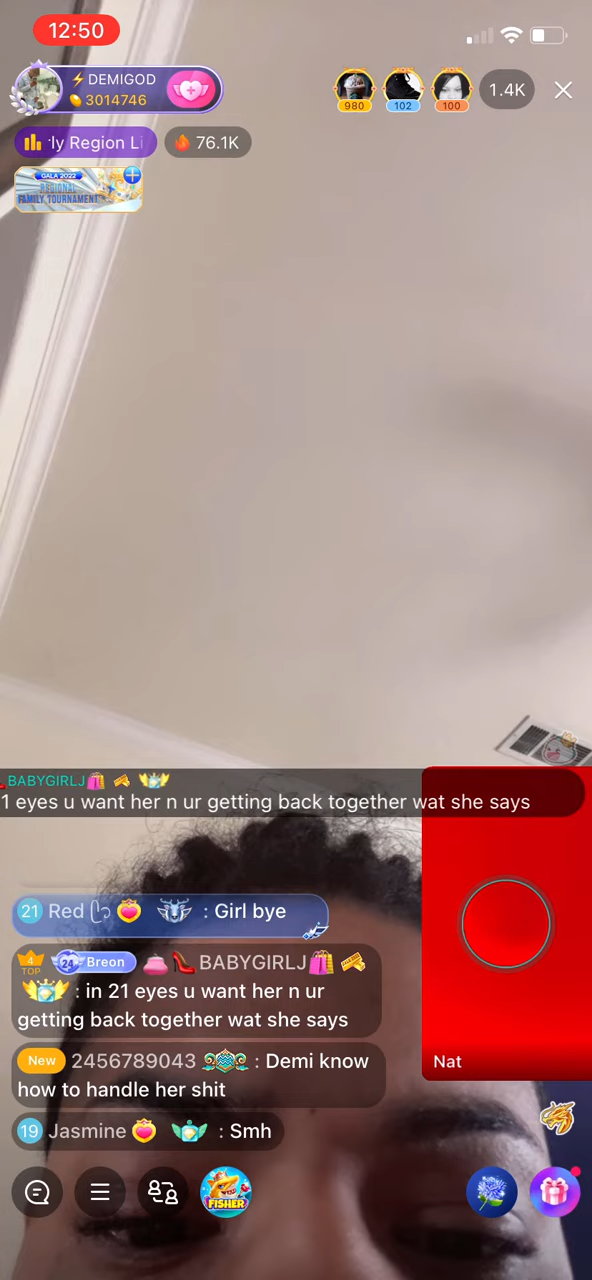 12:50
⚡DEMIGOD
3014746
980
102
100
1.4K
ly Region Li
76.1K
GALA 2022
REGIONAL
FAMILY TOURNAMENT
BABYGIRLJ🛍️
1 eyes u want her n ur getting back together wat she says
21 Red : Girl bye
4 TOP 24 Breon 👛👠BABYGIRLJ🛍️
: in 21 eyes u want her n ur
getting back together wat she says
New 2456789043 : Demi know
how to handle her shit
19 Jasmine : Smh
Nat
FISHER